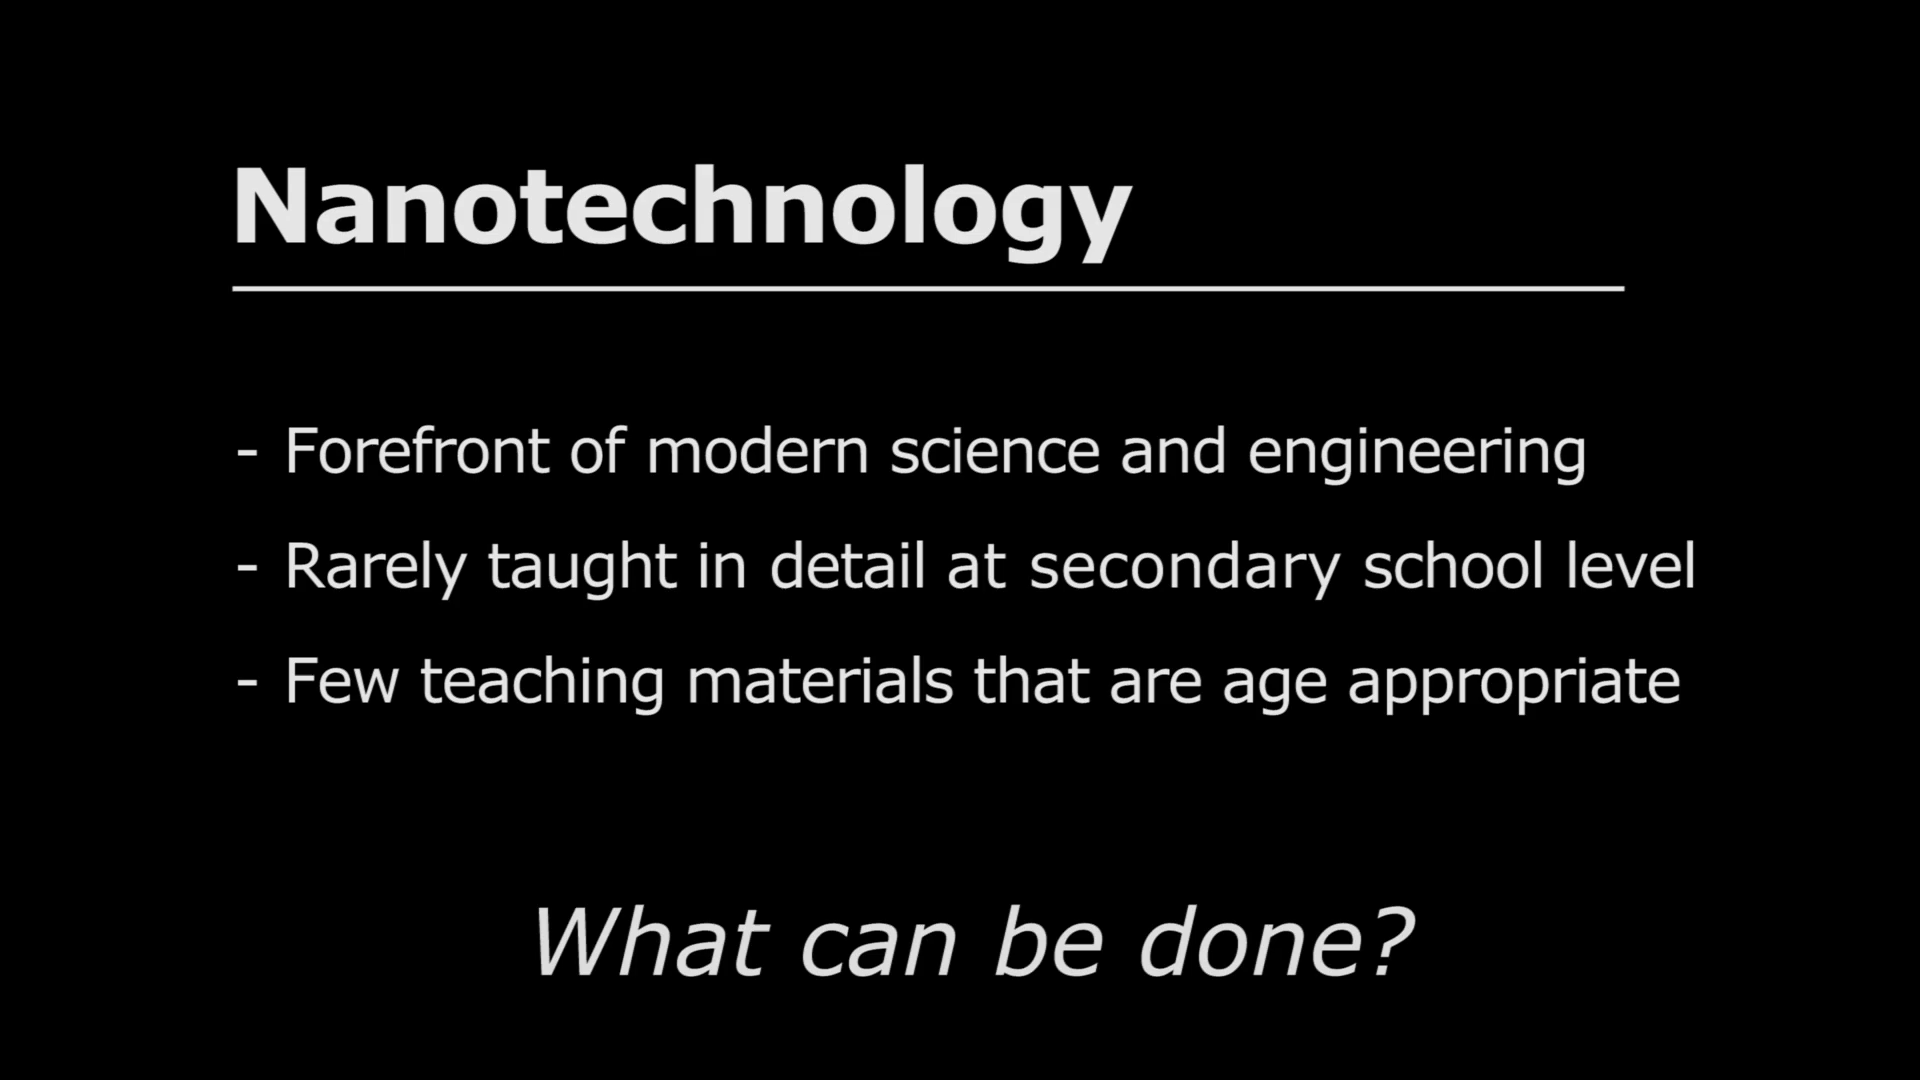 Nanotechnology
- Forefront of modern science and engineering
- Rarely taught in detail at secondary school level
- Few teaching materials that are age appropriate
What can be done?